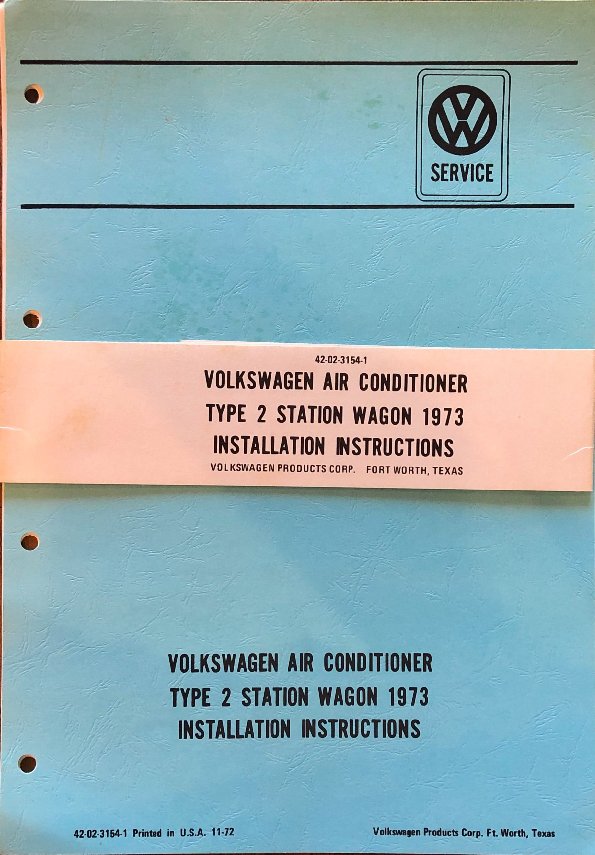 VW
SERVICE
42-02-3154-1
VOLKSWAGEN AIR CONDITIONER
TYPE 2 STATION WAGON 1973
INSTALLATION INSTRUCTIONS
VOLKSWAGEN PRODUCTS CORP. FORT WORTH, TEXAS
VOLKSWAGEN AIR CONDITIONER
TYPE 2 STATION WAGON 1973
INSTALLATION INSTRUCTIONS
42-02-3154-1 Printed in U.S.A. 11-72
Volkswagen Products Corp. Ft. Worth, Texas